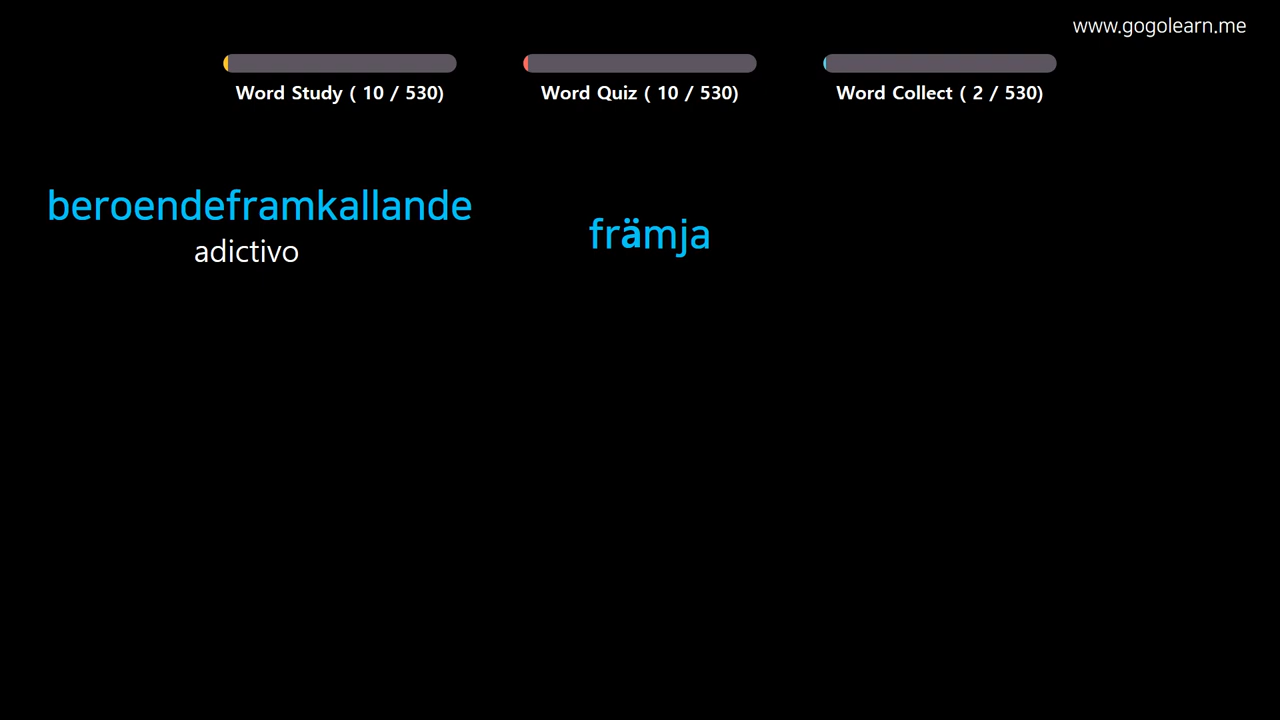 www.gogolearn.me
Word Study ( 10 / 530)
Word Quiz ( 10 / 530)
Word Collect ( 2 / 530)
beroendeframkallande
adictivo
främja